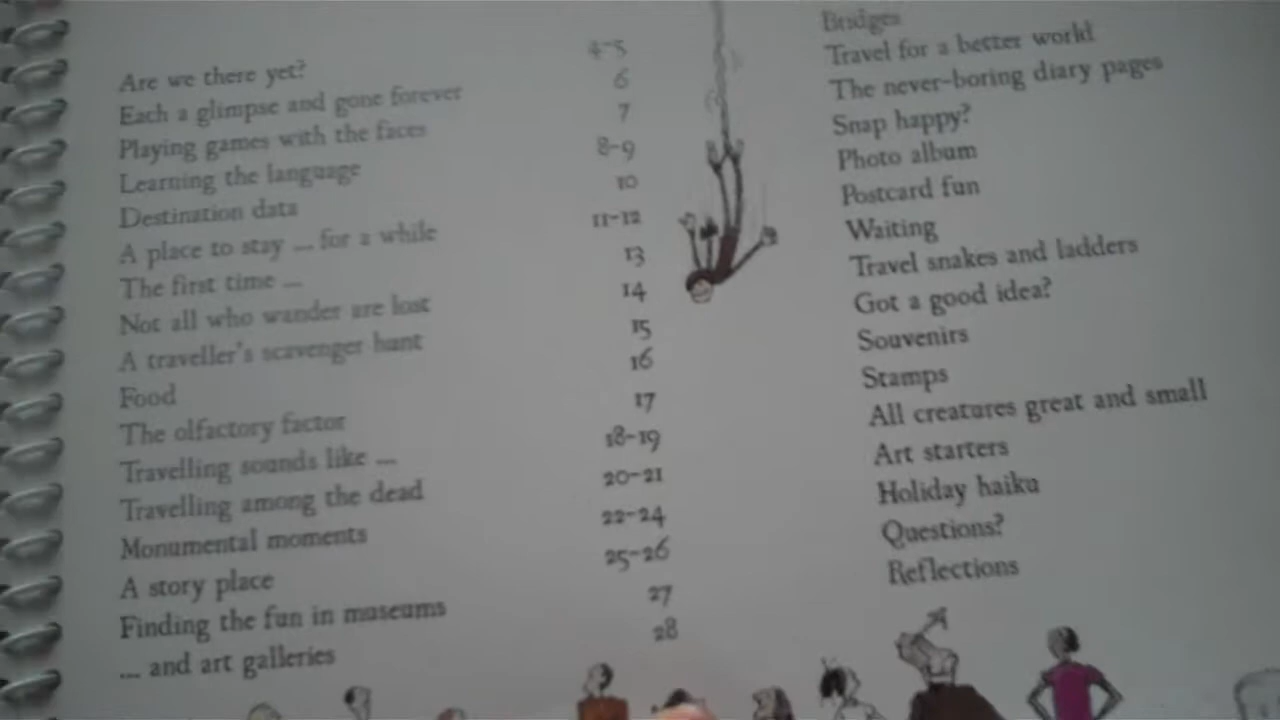 Are we there yet? 4-5
Each a glimpse and gone forever 6
Playing games with the faces 7
Learning the language 8-9
Destination data 10
A place to stay ... for a while 11-12
The first time ... 13
Not all who wander are lost 14
A traveller's scavenger hunt 15
Food 16
The olfactory factor 17
Travelling sounds like ... 18-19
Travelling among the dead 20-21
Monumental moments 22-24
A story place 25-26
Finding the fun in museums 27
... and art galleries 28
Bridges
Travel for a better world
The never-boring diary pages
Snap happy?
Photo album
Postcard fun
Waiting
Travel snakes and ladders
Got a good idea?
Souvenirs
Stamps
All creatures great and small
Art starters
Holiday haiku
Questions?
Reflections